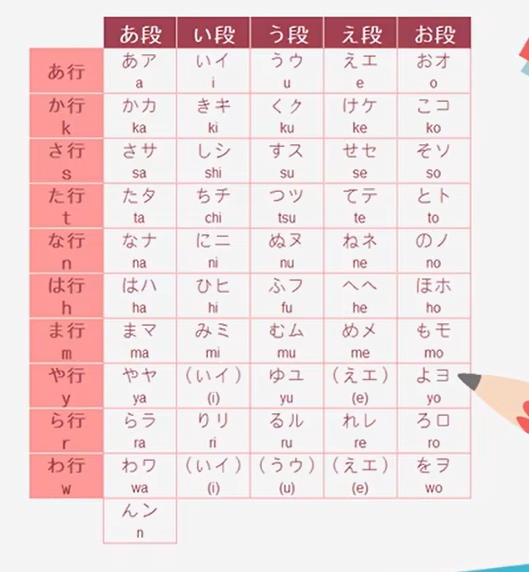 あ段 い段 う段 え段 お段
あ行 あア いイ うウ えエ おオ
a i u e o
か行 かカ きキ くク けケ こコ
k ka ki ku ke ko
さ行 さサ しシ すス せセ そソ
s sa shi su se so
た行 たタ ちチ つツ てテ とト
t ta chi tsu te to
な行 なナ にニ ぬヌ ねネ のノ
n na ni nu ne no
は行 はハ ひヒ ふフ へヘ ほホ
h ha hi fu he ho
ま行 まマ みミ むム めメ もモ
m ma mi mu me mo
や行 やヤ (いイ) ゆユ (えエ) よヨ
y ya (i) yu (e) yo
ら行 らラ りリ るル れレ ろロ
r ra ri ru re ro
わ行 わワ (いイ) (うウ) (えエ) をヲ
w wa (i) (u) (e) wo
んン
n